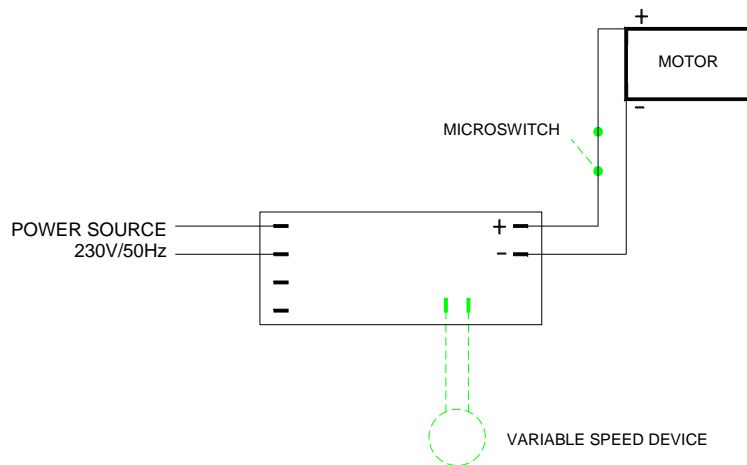 +
MOTOR
-
MICROSWITCH
POWER SOURCE
230V/50Hz
+
-
VARIABLE SPEED DEVICE